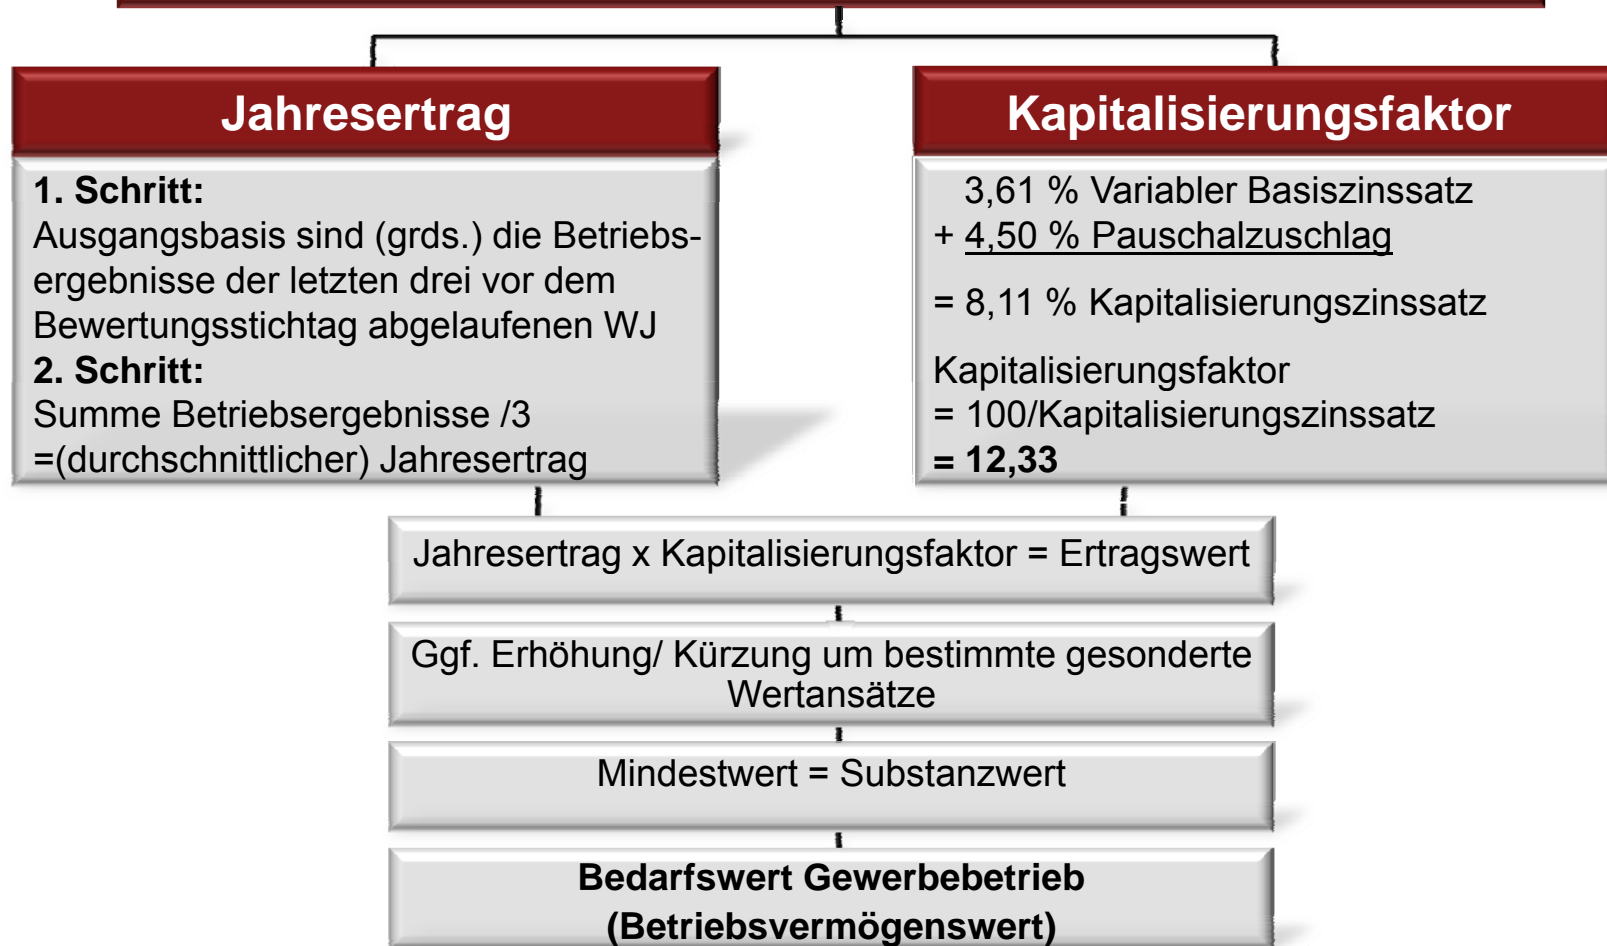 Jahresertrag
1. Schritt:
Ausgangsbasis sind (grds.) die Betriebs-
ergebnisse der letzten drei vor dem
Bewertungsstichtag abgelaufenen WJ
2. Schritt:
Summe Betriebsergebnisse /3
=(durchschnittlicher) Jahresertrag
Kapitalisierungsfaktor
3,61 % Variabler Basiszinssatz
+ 4,50 % Pauschalzuschlag
= 8,11 % Kapitalisierungszinssatz
Kapitalisierungsfaktor
= 100/Kapitalisierungszinssatz
= 12,33
Jahresertrag x Kapitalisierungsfaktor = Ertragswert
Ggf. Erhöhung/ Kürzung um bestimmte gesonderte
Wertansätze
Mindestwert = Substanzwert
Bedarfswert Gewerbebetrieb
(Betriebsvermögenswert)